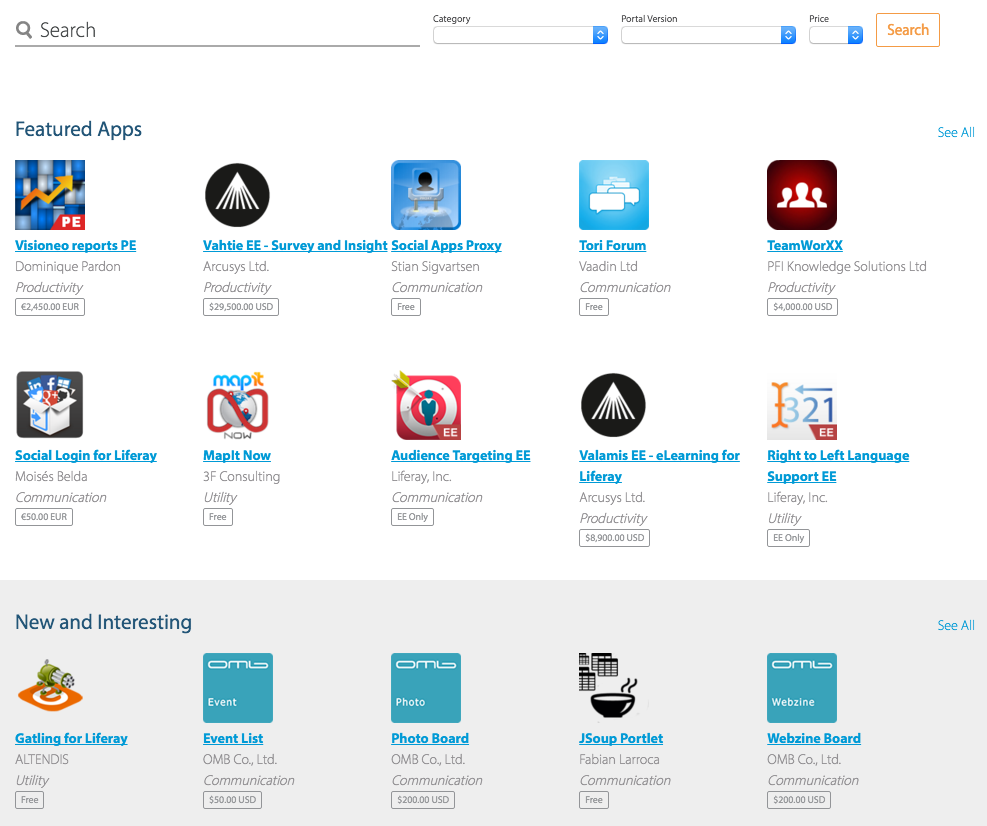 Search
Category
Portal Version
Price
Search
Featured Apps
See All
PE
Visioneo reports PE
Dominique Pardon
Productivity
€2,450.00 EUR
Vahtie EE - Survey and Insight
Arcusys Ltd.
Productivity
$29,500.00 USD
Social Apps Proxy
Stian Sigvartsen
Communication
Free
Tori Forum
Vaadin Ltd
Communication
Free
TeamWorXX
PFI Knowledge Solutions Ltd
Productivity
$4,000.00 USD
in f
g+
Social Login for Liferay
Moisés Belda
Communication
€50.00 EUR
mapit
NOW
MapIt Now
3F Consulting
Utility
Free
EE
Audience Targeting EE
Liferay, Inc.
Communication
EE Only
Valamis EE - eLearning for
Liferay
Arcusys Ltd.
Productivity
$8,900.00 USD
321
EE
Right to Left Language
Support EE
Liferay, Inc.
Utility
EE Only
New and Interesting
See All
Gatling for Liferay
ALTENDIS
Utility
Free
omb
Event
Event List
OMB Co., Ltd.
Communication
$50.00 USD
omb
Photo
Photo Board
OMB Co., Ltd.
Communication
$200.00 USD
JSoup Portlet
Fabian Larroca
Communication
Free
omb
Webzine
Webzine Board
OMB Co., Ltd.
Communication
$200.00 USD